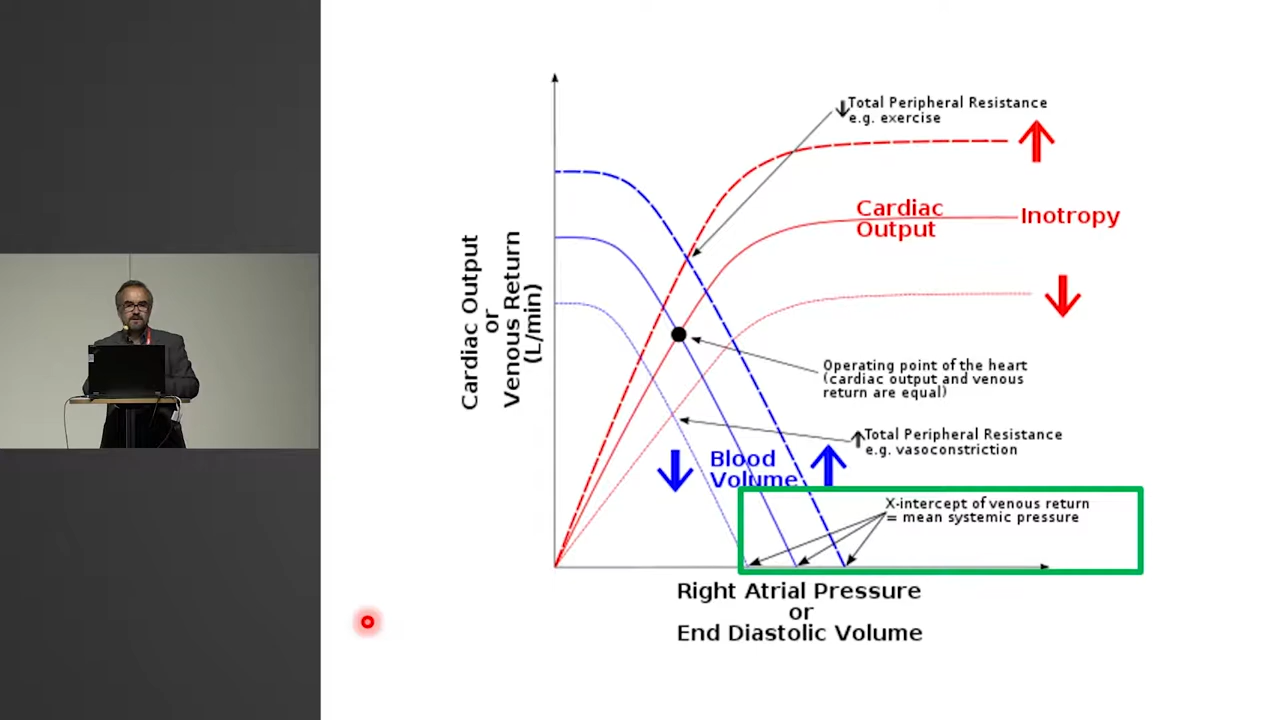 ↓Total Peripheral Resistance
e.g. exercise
Cardiac
Output
Inotropy
Cardiac Output
or
Venous Return
(L/min)
Operating point of the heart
(cardiac output and venous
return are equal)
↑Total Peripheral Resistance
e.g. vasoconstriction
Blood
Volume
X-intercept of venous return
= mean systemic pressure
Right Atrial Pressure
or
End Diastolic Volume